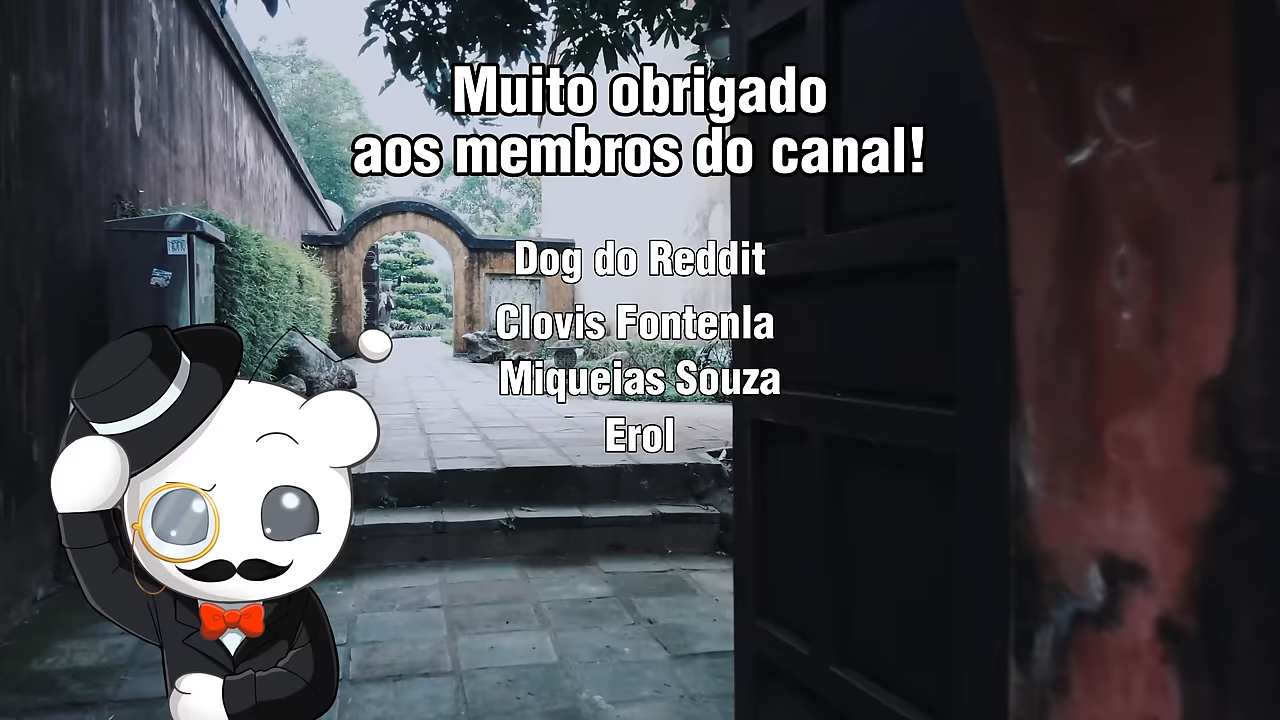 Muito obrigado
aos membros do canal!
Dog do Reddit
Clovis Fontenla
Miqueias Souza
Erol